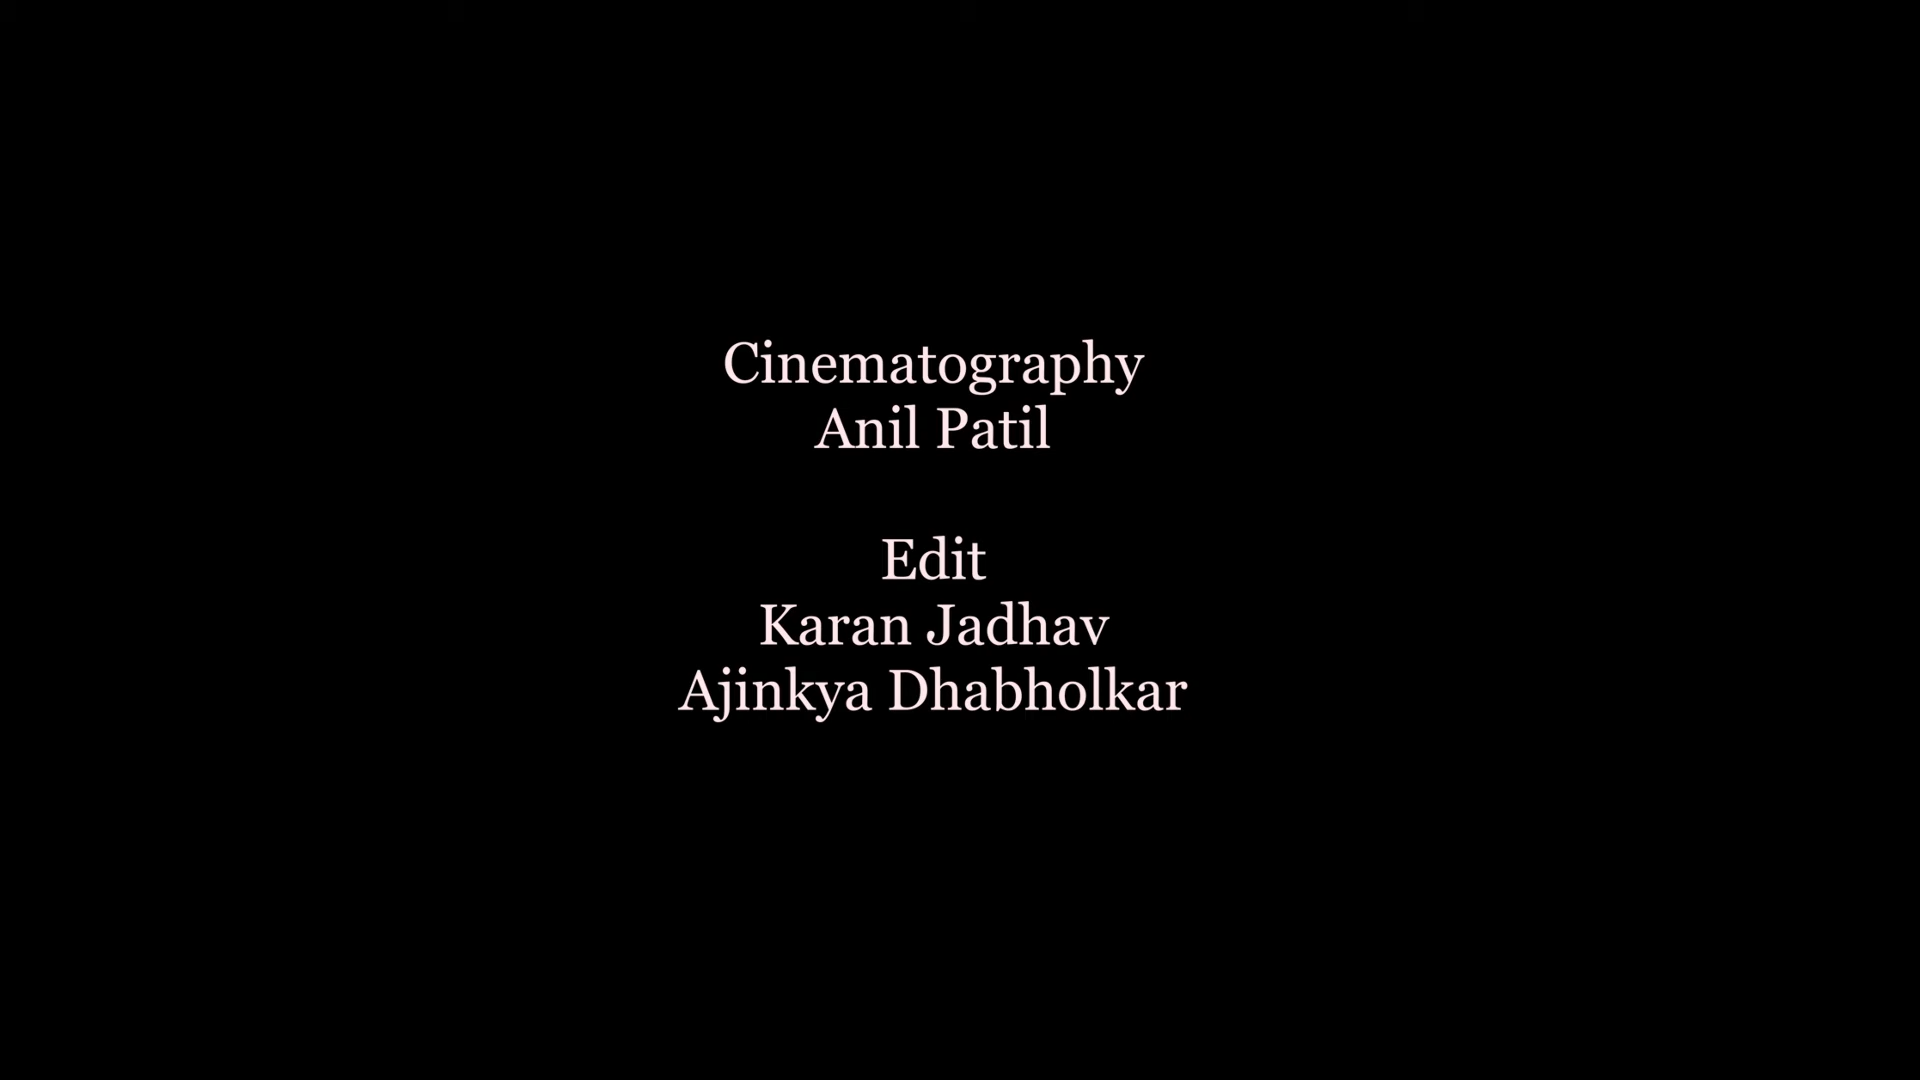 Cinematography
Anil Patil
Edit
Karan Jadhav
Ajinkya Dhabholkar